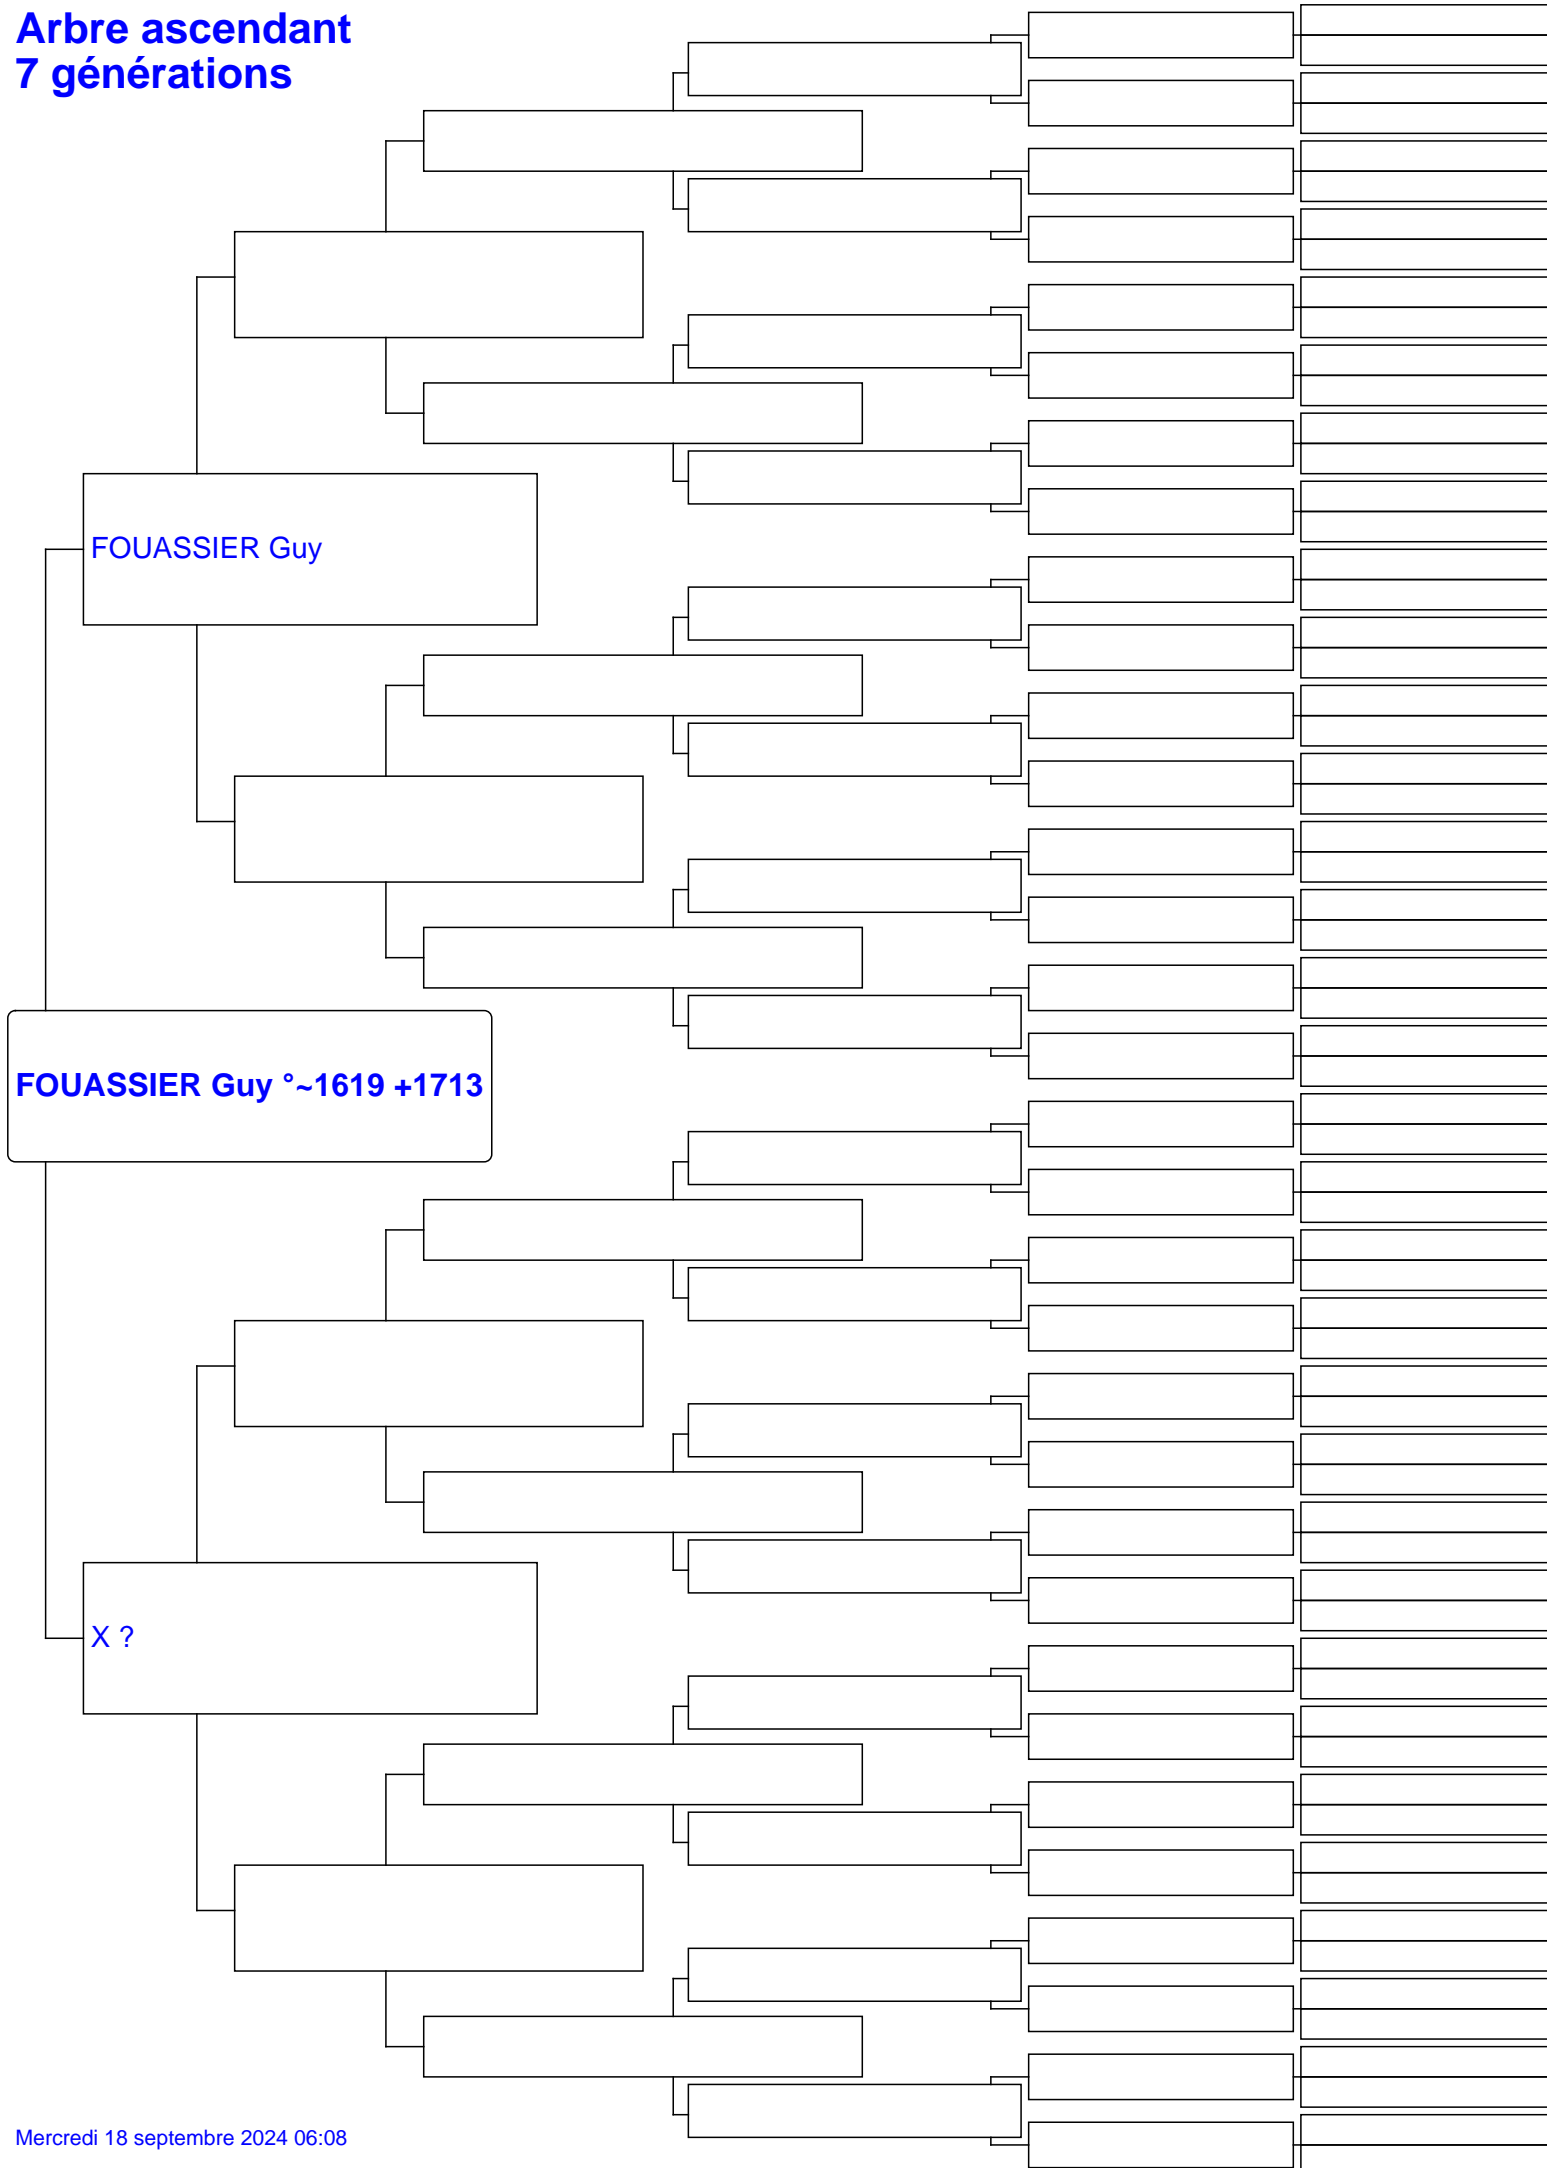 Arbre ascendant
7 générations
FOUASSIER Guy
FOUASSIER Guy °~1619 +1713
X ?
Mercredi 18 septembre 2024 06:08